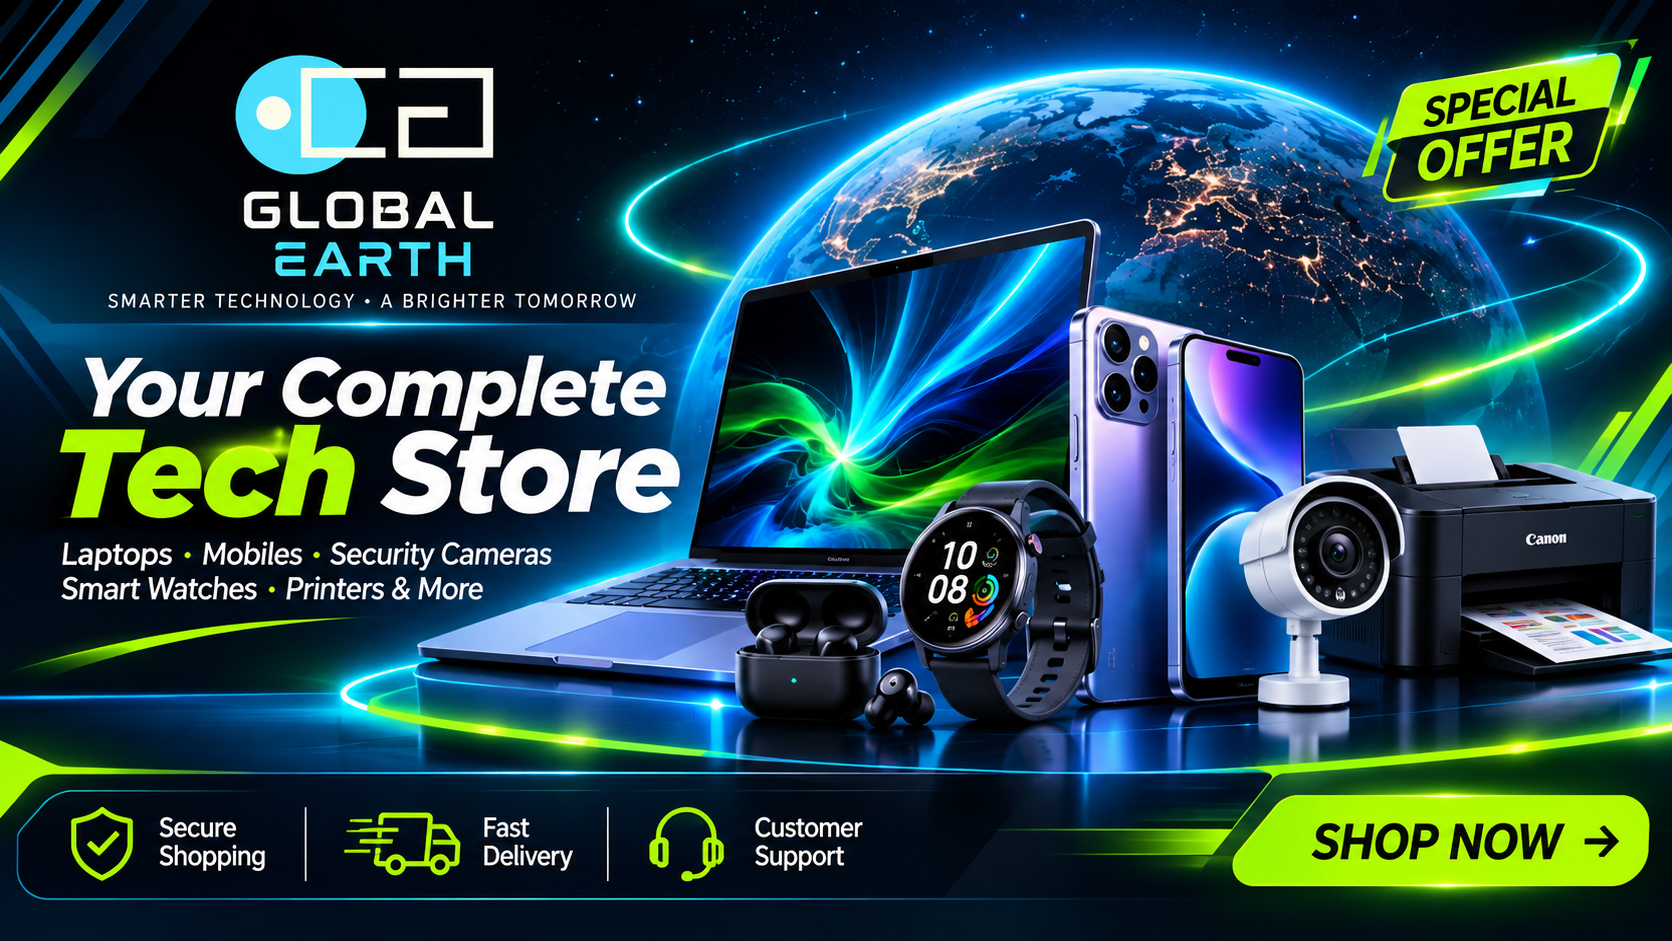 GLOBAL
EARTH
SMARTER TECHNOLOGY • A BRIGHTER TOMORROW
SPECIAL
OFFER
Your Complete
Tech Store
Laptops • Mobiles • Security Cameras
Smart Watches • Printers & More
10
08
Canon
Secure
Shopping
Fast
Delivery
Customer
Support
SHOP NOW →